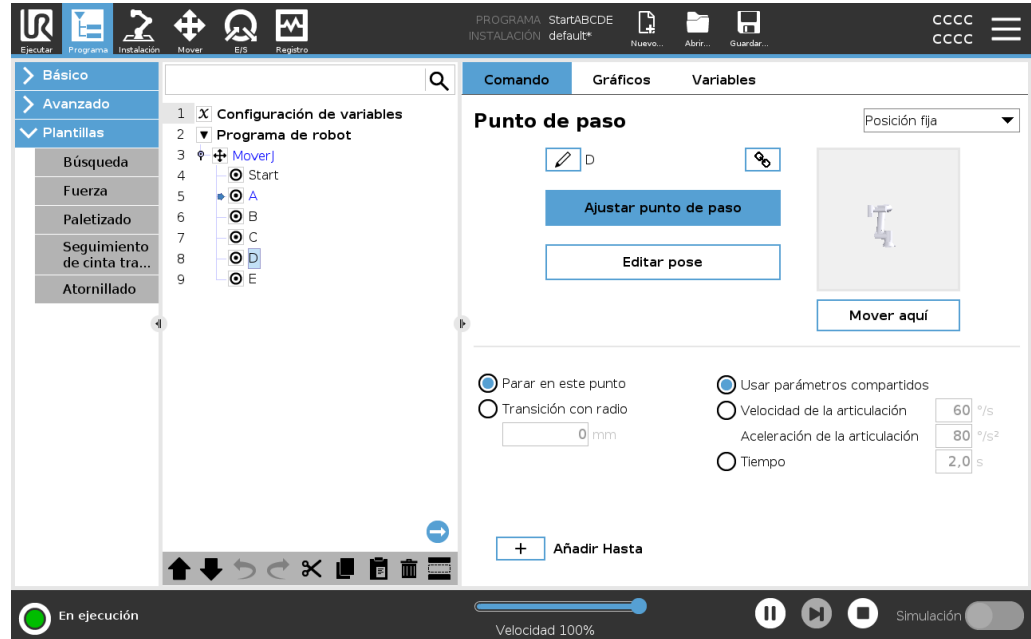 UR
Ejecutar
Programa
Instalación
Mover
E/S
Registro
PROGRAMA StartABCDE
INSTALACIÓN default*
Nuevo...
Abrir...
Guardar...
CCCC
CCCC
Básico
Avanzado
Plantillas
Búsqueda
Fuerza
Paletizado
Seguimiento
de cinta tra...
Atornillado
1 X Configuración de variables
2 Programa de robot
3 MoverJ
4 Start
5 A
6 B
7 C
8 D
9 E
Comando
Gráficos
Variables
Punto de paso
Posición fija
D
Ajustar punto de paso
Editar pose
Mover aquí
Parar en este punto
Transición con radio
0 mm
Usar parámetros compartidos
Velocidad de la articulación 60 °/s
Aceleración de la articulación 80 °/s²
Tiempo 2,0 s
+ Añadir Hasta
En ejecución
Velocidad 100%
Simulación